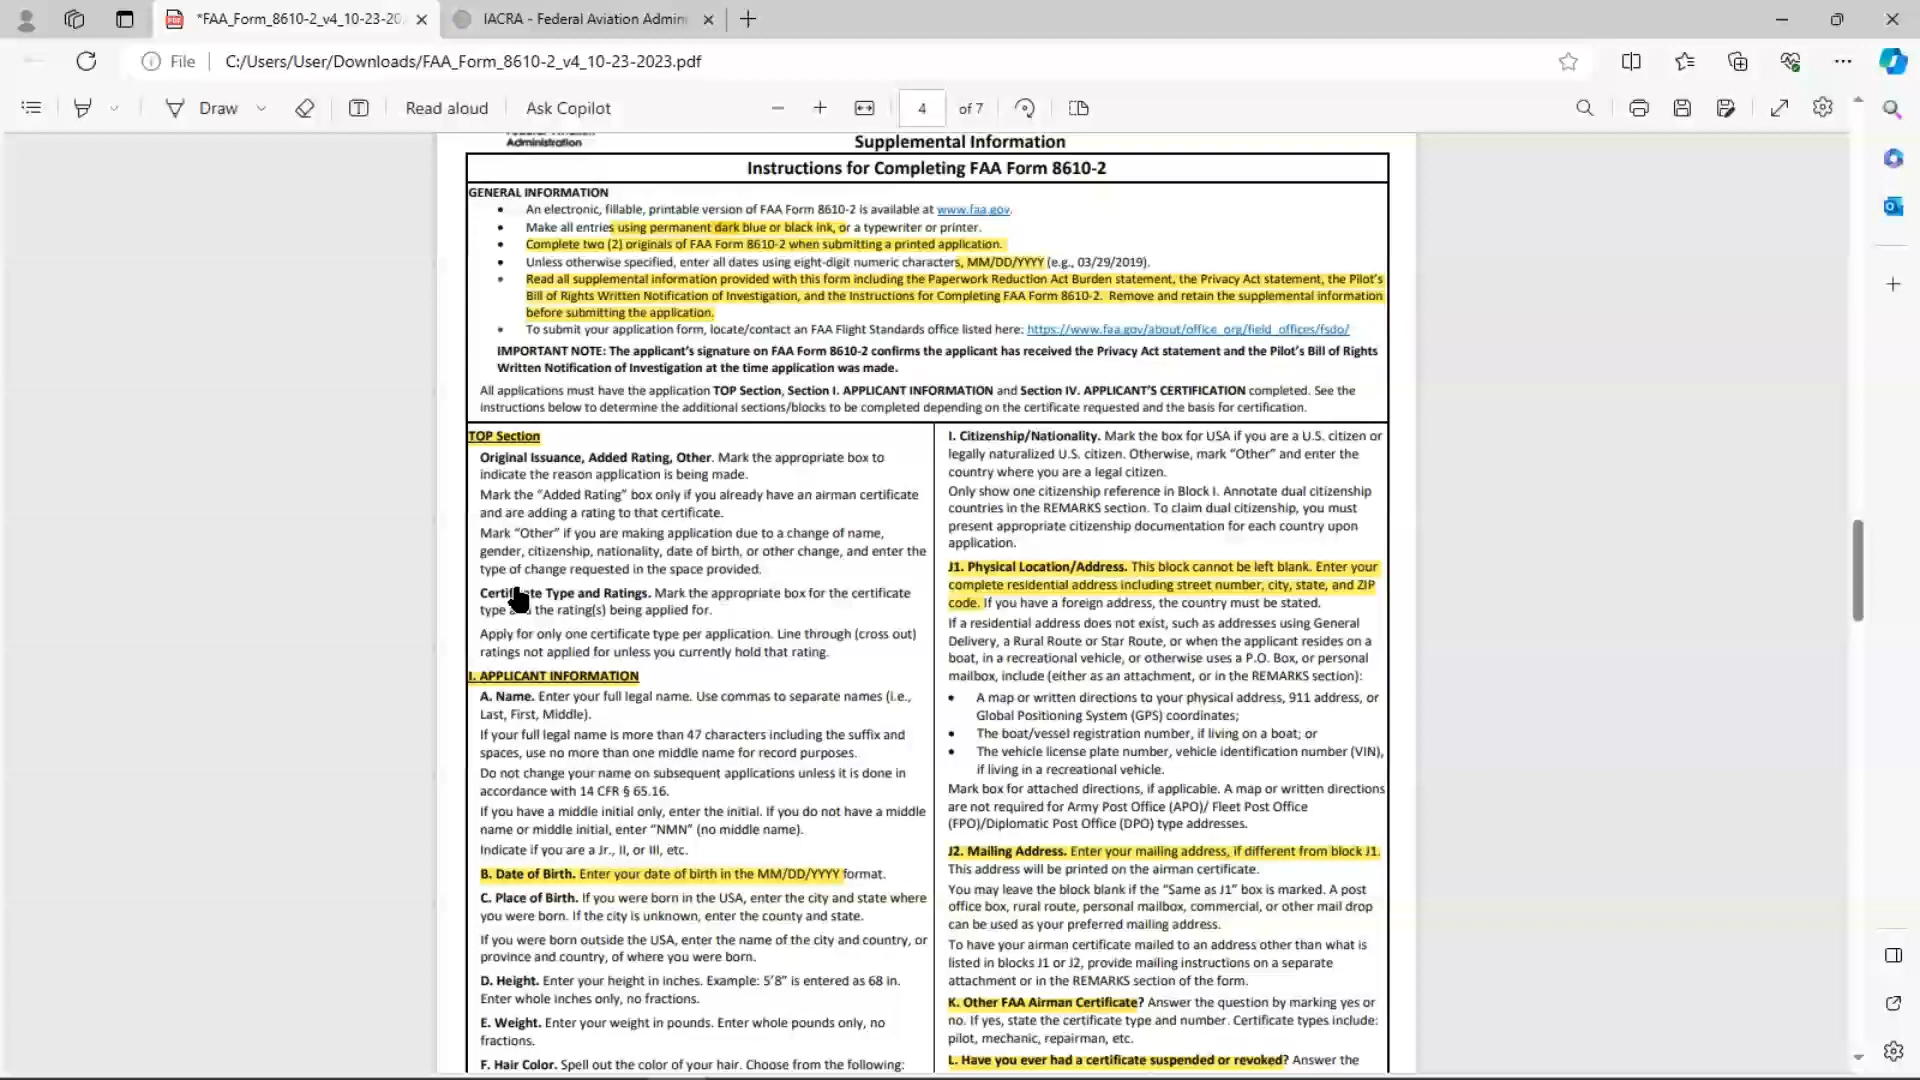 *FAA_Form_8610-2_v4_10-23-20
IACRA - Federal Aviation Admin
File
C:/Users/User/Downloads/FAA_Form_8610-2_v4_10-23-2023.pdf
Draw
Read aloud
Ask Copilot
4 of 7
Administration
Supplemental Information
Instructions for Completing FAA Form 8610-2
GENERAL INFORMATION
• An electronic, fillable, printable version of FAA Form 8610-2 is available at www.faa.gov.
• Make all entries using permanent dark blue or black ink, or a typewriter or printer.
• Complete two (2) originals of FAA Form 8610-2 when submitting a printed application.
• Unless otherwise specified, enter all dates using eight-digit numeric characters, MM/DD/YYYY (e.g., 03/29/2019).
• Read all supplemental information provided with this form including the Paperwork Reduction Act Burden statement, the Privacy Act statement, the Pilot's
Bill of Rights Written Notification of Investigation, and the Instructions for Completing FAA Form 8610-2. Remove and retain the supplemental information
before submitting the application.
• To submit your application form, locate/contact an FAA Flight Standards office listed here: https://www.faa.gov/about/office_org/field_offices/fsdo/
IMPORTANT NOTE: The applicant's signature on FAA Form 8610-2 confirms the applicant has received the Privacy Act statement and the Pilot's Bill of Rights
Written Notification of Investigation at the time application was made.
All applications must have the application TOP Section, Section I. APPLICANT INFORMATION and Section IV. APPLICANT'S CERTIFICATION completed. See the
instructions below to determine the additional sections/blocks to be completed depending on the certificate requested and the basis for certification.
TOP Section
Original Issuance, Added Rating, Other. Mark the appropriate box to
indicate the reason application is being made.
Mark the "Added Rating" box only if you already have an airman certificate
and are adding a rating to that certificate.
Mark "Other" if you are making application due to a change of name,
gender, citizenship, nationality, date of birth, or other change, and enter the
type of change requested in the space provided.
Certificate Type and Ratings. Mark the appropriate box for the certificate
type the rating(s) being applied for.
Apply for only one certificate type per application. Line through (cross out)
ratings not applied for unless you currently hold that rating.
I. APPLICANT INFORMATION
A. Name. Enter your full legal name. Use commas to separate names (i.e.,
Last, First, Middle).
If your full legal name is more than 47 characters including the suffix and
spaces, use no more than one middle name for record purposes.
Do not change your name on subsequent applications unless it is done in
accordance with 14 CFR § 65.16.
If you have a middle initial only, enter the initial. If you do not have a middle
name or middle initial, enter "NMN" (no middle name).
Indicate if you are a Jr., II, or III, etc.
B. Date of Birth. Enter your date of birth in the MM/DD/YYYY format.
C. Place of Birth. If you were born in the USA, enter the city and state where
you were born. If the city is unknown, enter the county and state.
If you were born outside the USA, enter the name of the city and country, or
province and country, of where you were born.
D. Height. Enter your height in inches. Example: 5'8" is entered as 68 in.
Enter whole inches only, no fractions.
E. Weight. Enter your weight in pounds. Enter whole pounds only, no
fractions.
F. Hair Color. Spell out the color of your hair. Choose from the following:
I. Citizenship/Nationality. Mark the box for USA if you are a U.S. citizen or
legally naturalized U.S. citizen. Otherwise, mark "Other" and enter the
country where you are a legal citizen.
Only show one citizenship reference in Block I. Annotate dual citizenship
countries in the REMARKS section. To claim dual citizenship, you must
present appropriate citizenship documentation for each country upon
application.
J1. Physical Location/Address. This block cannot be left blank. Enter your
complete residential address including street number, city, state, and ZIP
code. If you have a foreign address, the country must be stated.
If a residential address does not exist, such as addresses using General
Delivery, a Rural Route or Star Route, or when the applicant resides on a
boat, in a recreational vehicle, or otherwise uses a P.O. Box, or personal
mailbox, include (either as an attachment, or in the REMARKS section):
• A map or written directions to your physical address, 911 address, or
Global Positioning System (GPS) coordinates;
• The boat/vessel registration number, if living on a boat; or
• The vehicle license plate number, vehicle identification number (VIN),
if living in a recreational vehicle.
Mark box for attached directions, if applicable. A map or written directions
are not required for Army Post Office (APO)/ Fleet Post Office
(FPO)/Diplomatic Post Office (DPO) type addresses.
J2. Mailing Address. Enter your mailing address, if different from block J1.
This address will be printed on the airman certificate.
You may leave the block blank if the "Same as J1" box is marked. A post
office box, rural route, personal mailbox, commercial, or other mail drop
can be used as your preferred mailing address.
To have your airman certificate mailed to an address other than what is
listed in blocks J1 or J2, provide mailing instructions on a separate
attachment or in the REMARKS section of the form.
K. Other FAA Airman Certificate? Answer the question by marking yes or
no. If yes, state the certificate type and number. Certificate types include:
pilot, mechanic, repairman, etc.
L. Have you ever had a certificate suspended or revoked? Answer the